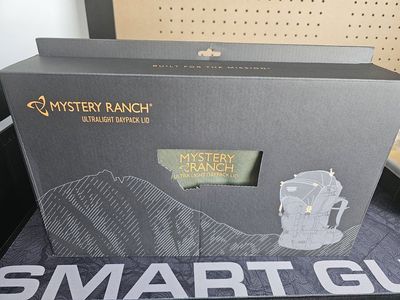 BUILT FOR THE MISSION.
MYSTERY RANCH®
ULTRALIGHT DAYPACK LID
MYSTERY
RANCH
ULTRA LIGHT DAYPACK LID
SMART GU